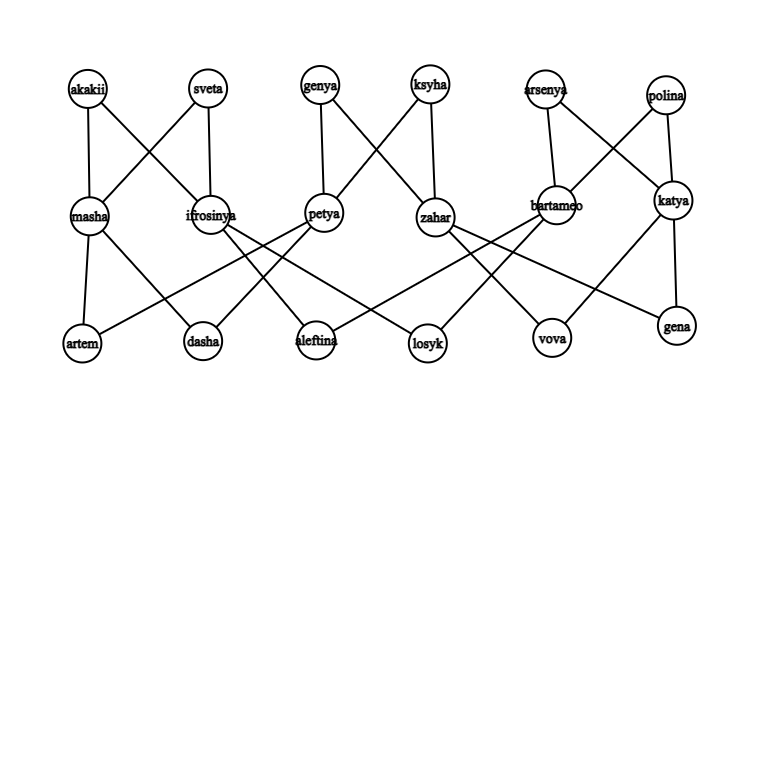 akakii sveta genya ksyha arsenya polina
masha ifrosinya petya zahar bartameo katya
artem dasha aleftina losyk vova gena